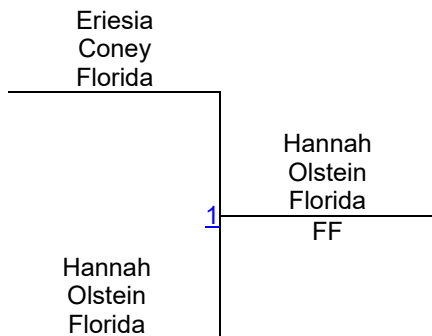 Eriesia
Coney
Florida
Hannah
Olstein
Florida
1
FF
Hannah
Olstein
Florida